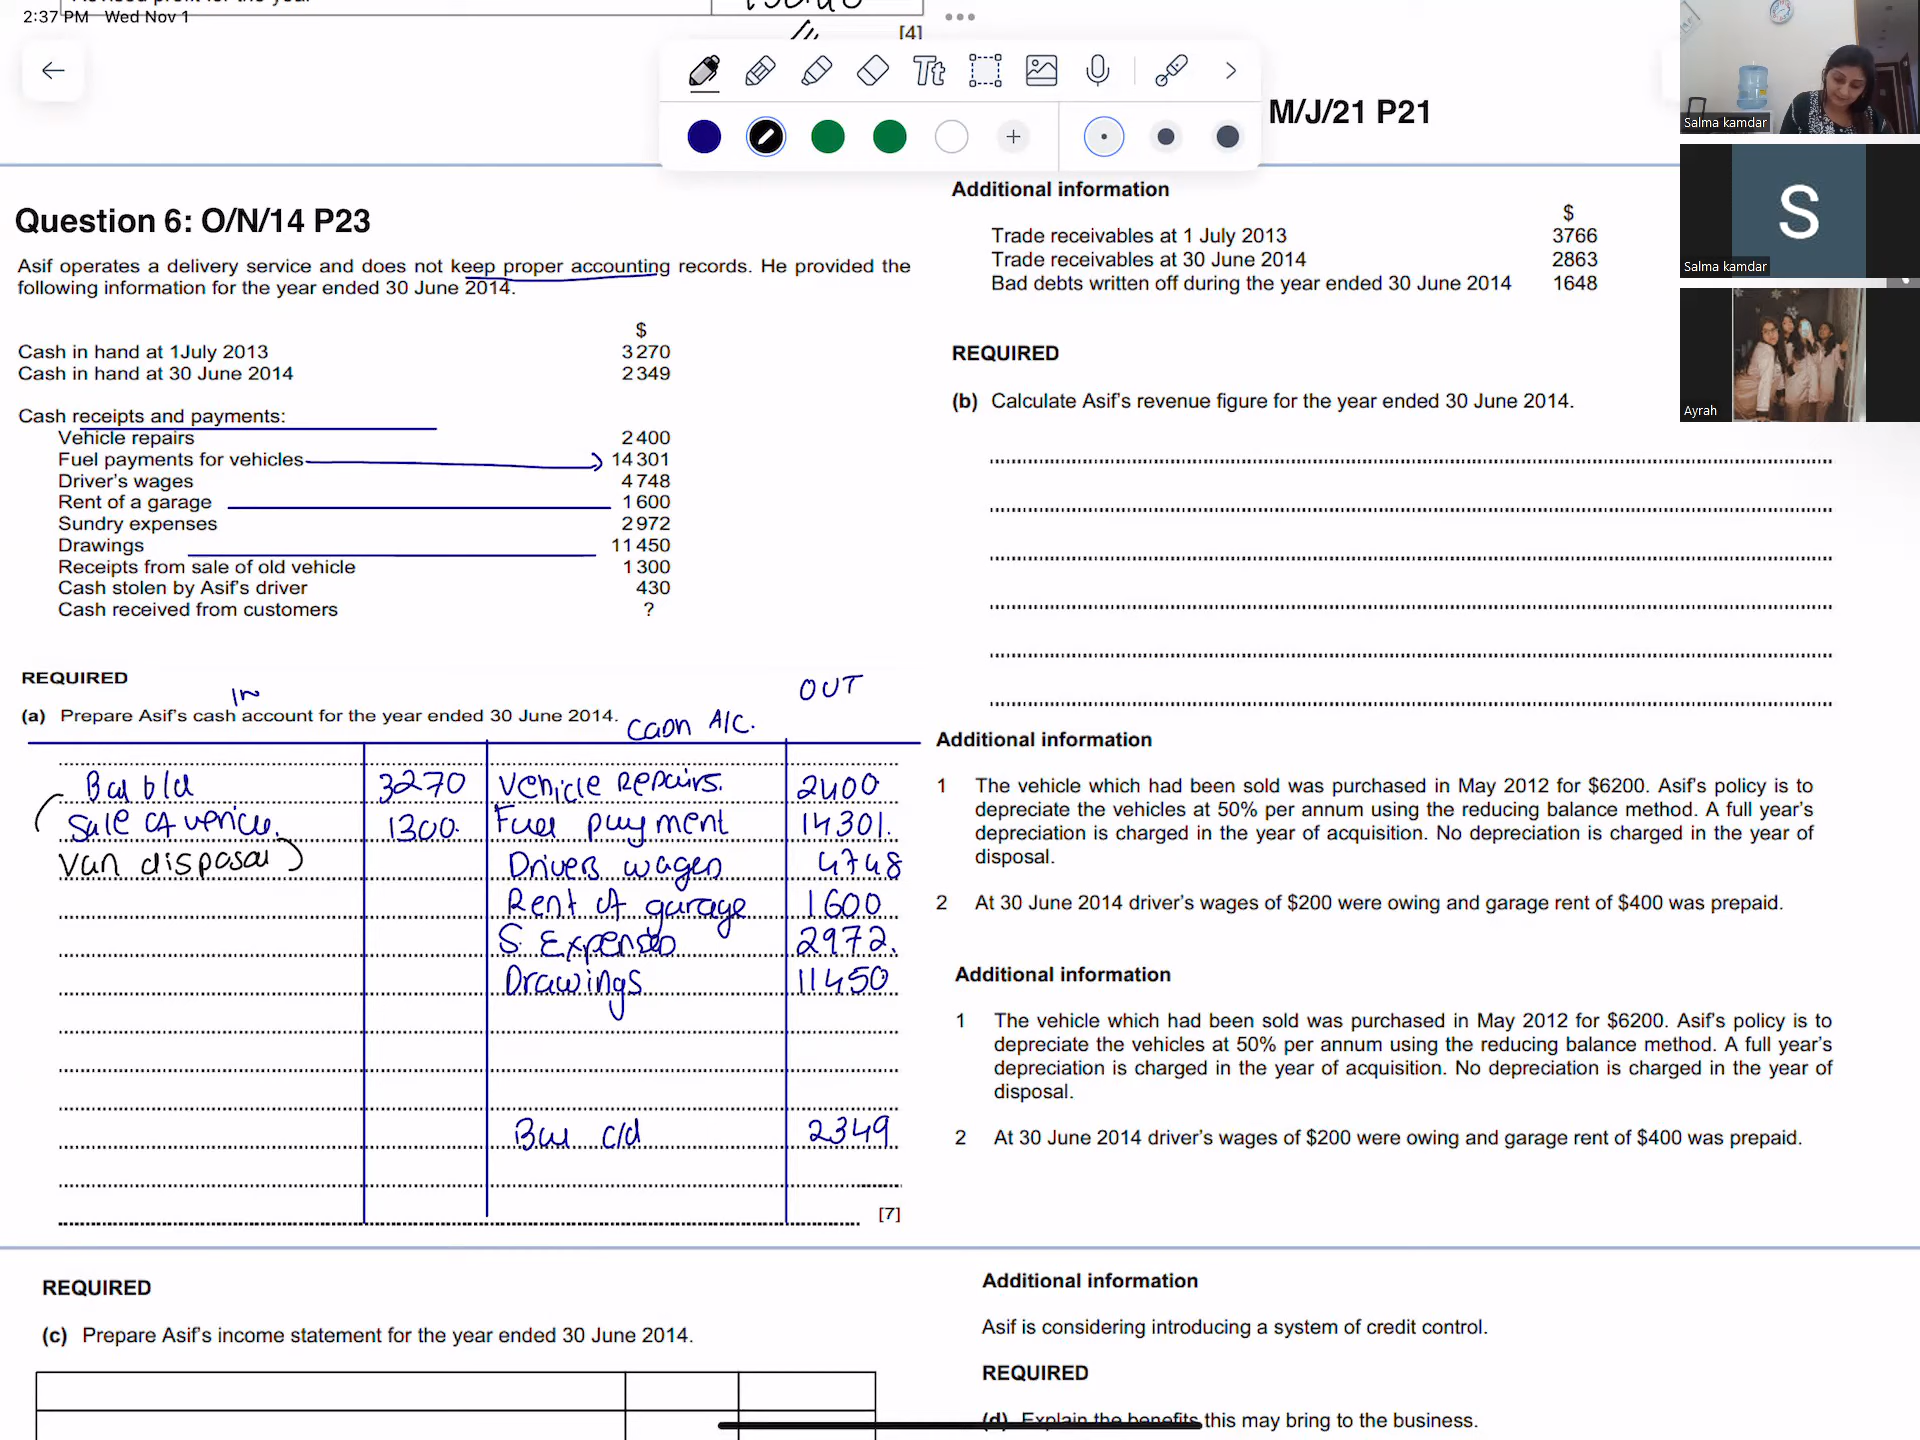 2:37 PM Wed Nov 1
[4]
Tt
M/J/21 P21
Salma kamdar
S
Salma kamdar
Ayrah
Question 6: O/N/14 P23
Asif operates a delivery service and does not keep proper accounting records. He provided the
following information for the year ended 30 June 2014.
$
Cash in hand at 1July 2013 3270
Cash in hand at 30 June 2014 2349
Cash receipts and payments:
Vehicle repairs 2400
Fuel payments for vehicles 14301
Driver's wages 4748
Rent of a garage 1600
Sundry expenses 2972
Drawings 11450
Receipts from sale of old vehicle 1300
Cash stolen by Asif's driver 430
Cash received from customers ?
REQUIRED
IN
OUT
(a) Prepare Asif's cash account for the year ended 30 June 2014.
Cash A/C.
Bal b/d 3270 Vehicle Repairs. 2400
Sale of vehicle. 1300. Fuel payment 14301.
Van disposal) Drivers wages 4748
Rent of garage 1600
S. Expenses 2972.
Drawings 11450
Bal c/d 2349
[7]
Additional information
$
Trade receivables at 1 July 2013 3766
Trade receivables at 30 June 2014 2863
Bad debts written off during the year ended 30 June 2014 1648
REQUIRED
(b) Calculate Asif's revenue figure for the year ended 30 June 2014.
Additional information
1 The vehicle which had been sold was purchased in May 2012 for $6200. Asif's policy is to
depreciate the vehicles at 50% per annum using the reducing balance method. A full year's
depreciation is charged in the year of acquisition. No depreciation is charged in the year of
disposal.
2 At 30 June 2014 driver's wages of $200 were owing and garage rent of $400 was prepaid.
Additional information
1 The vehicle which had been sold was purchased in May 2012 for $6200. Asif's policy is to
depreciate the vehicles at 50% per annum using the reducing balance method. A full year's
depreciation is charged in the year of acquisition. No depreciation is charged in the year of
disposal.
2 At 30 June 2014 driver's wages of $200 were owing and garage rent of $400 was prepaid.
REQUIRED
(c) Prepare Asif's income statement for the year ended 30 June 2014.
Additional information
Asif is considering introducing a system of credit control.
REQUIRED
(d) Explain the benefits this may bring to the business.